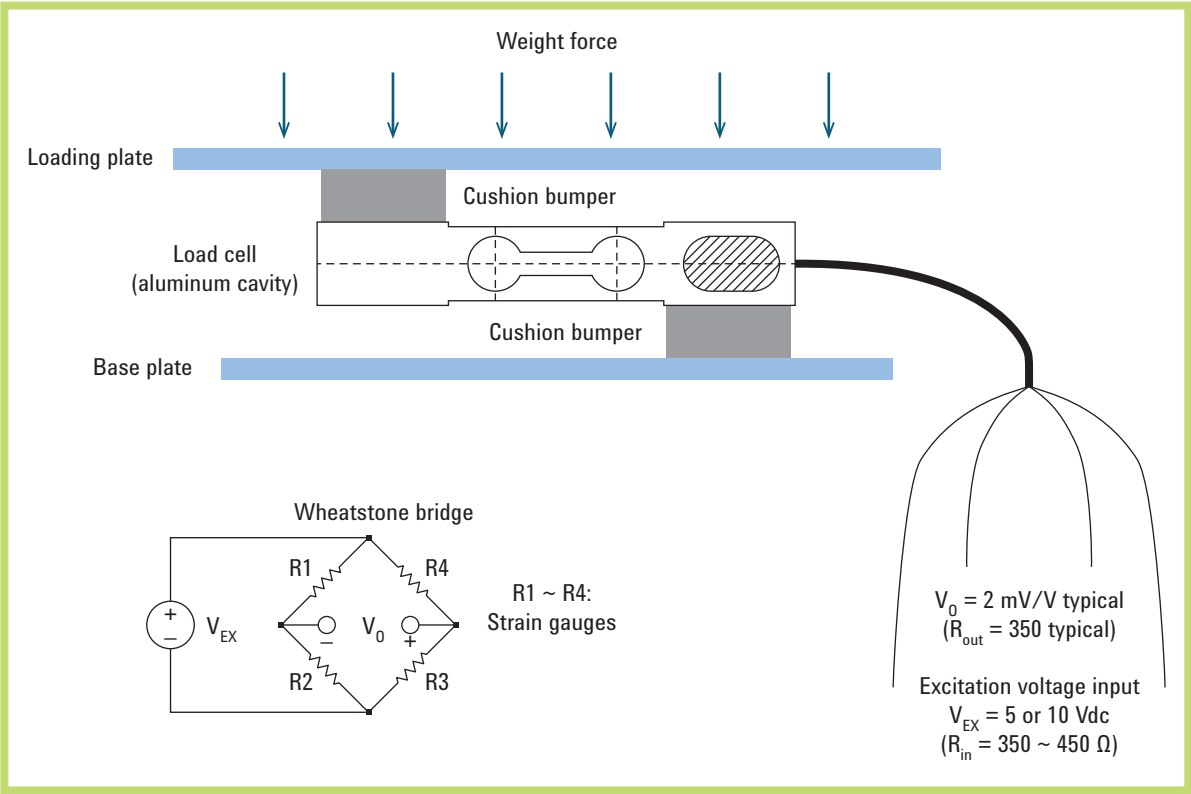 Weight force
Loading plate
Cushion bumper
Load cell
(aluminum cavity)
Cushion bumper
Base plate
Wheatstone bridge
R1
R4
R1 ~ R4:
Strain gauges
+
–
V_EX
–
V_0
+
R2
R3
V_0 = 2 mV/V typical
(R_out = 350 typical)
Excitation voltage input
V_EX = 5 or 10 Vdc
(R_in = 350 ~ 450 Ω)